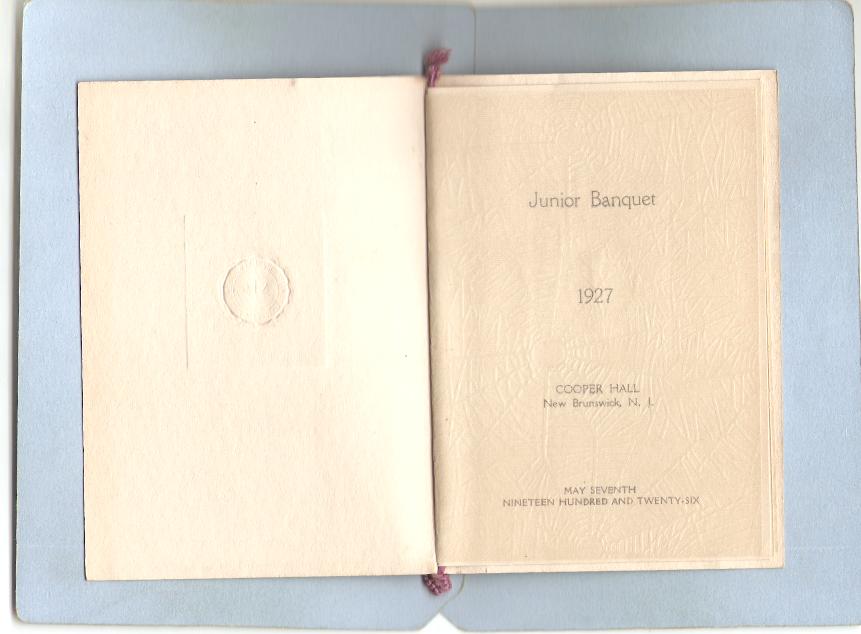 Junior Banquet
1927
COOPER HALL
New Brunswick, N. J.
MAY SEVENTH
NINETEEN HUNDRED AND TWENTY-SIX